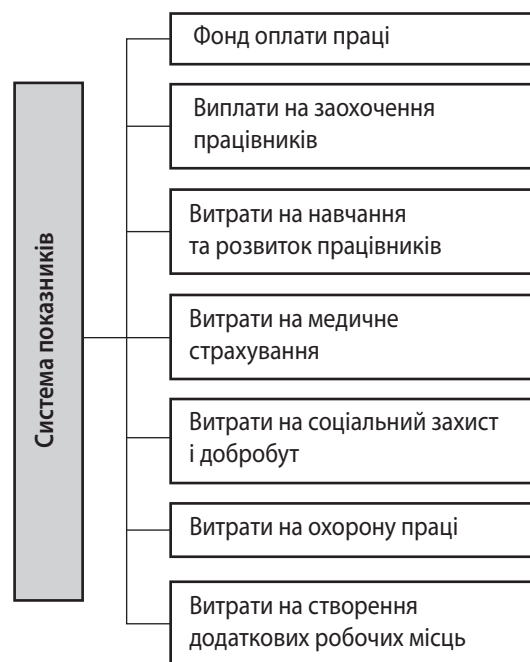 Система показників
Фонд оплати праці
Виплати на заохочення
працівників
Витрати на навчання
та розвиток працівників
Витрати на медичне
страхування
Витрати на соціальний захист
і добробут
Витрати на охорону праці
Витрати на створення
додаткових робочих місць